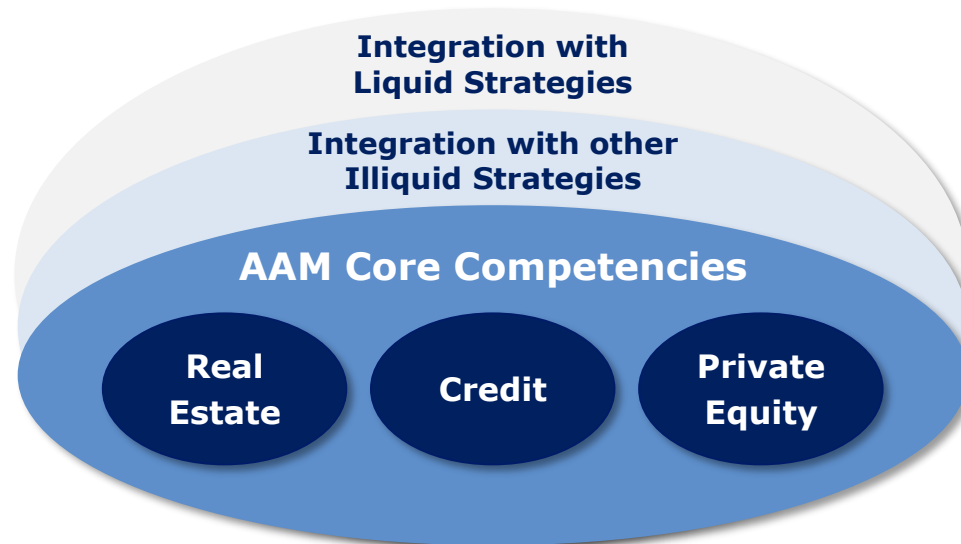 Integration with
Liquid Strategies
Integration with other
Illiquid Strategies
AAM Core Competencies
Real
Estate
Credit
Private
Equity